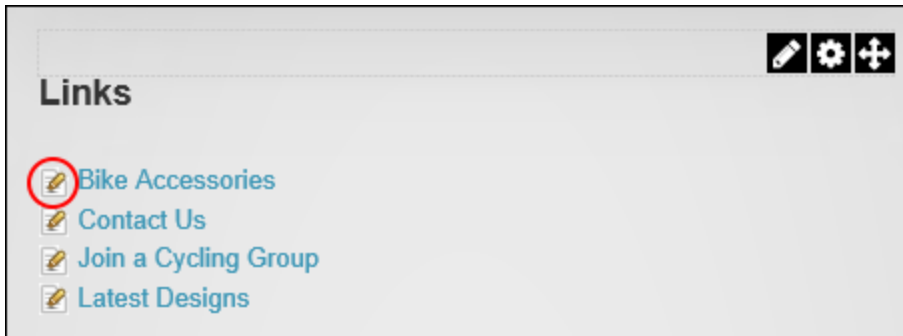 Links
Bike Accessories
Contact Us
Join a Cycling Group
Latest Designs